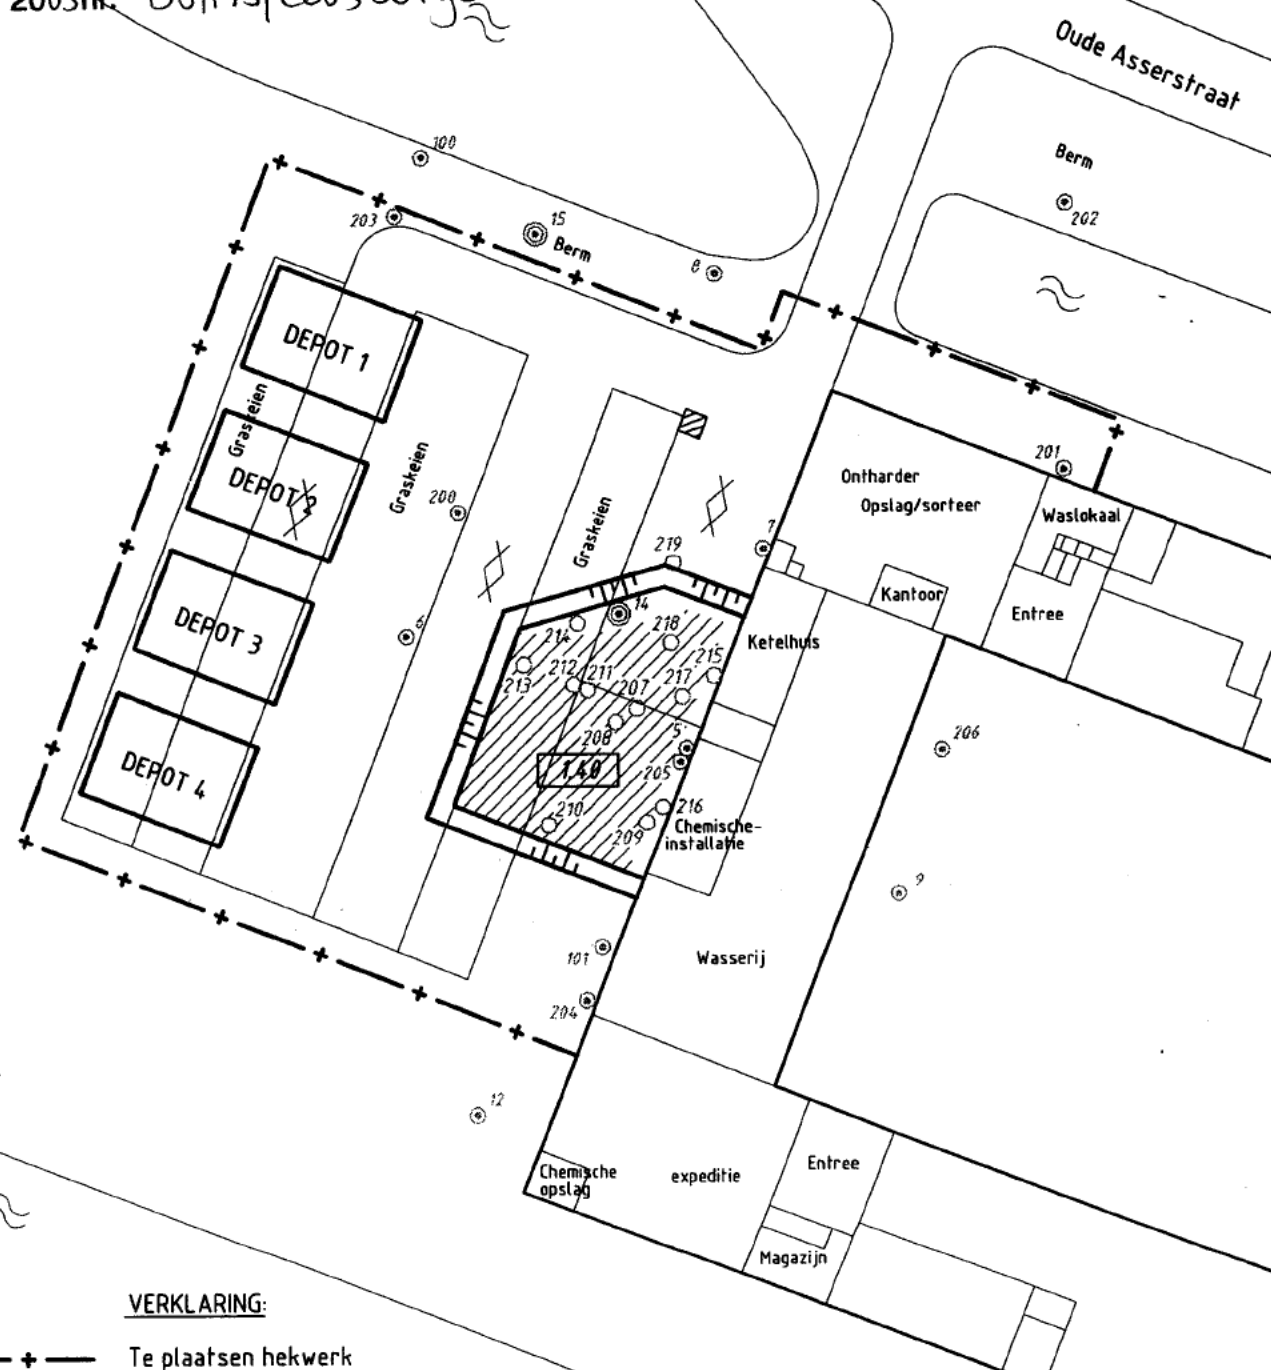 Oude Asserstraat
100
Berm
202
203
15
Berm
8
DEPOT 1
Graskeien
DEPOT 2
Graskeien
200
Graskeien
219
7
201
Ontharder
Opslag/sorteer
Waslokaal
Kantoor
Entree
DEPOT 3
6
14
214
218
Ketelhuis
213
212
211
207
217
215
208
5
205
206
1.40
DEPOT 4
210
209
216
Chemische-
installatie
9
101
Wasserij
204
12
Chemische
opslag
expeditie
Entree
Magazijn
VERKLARING:
Te plaatsen hekwerk